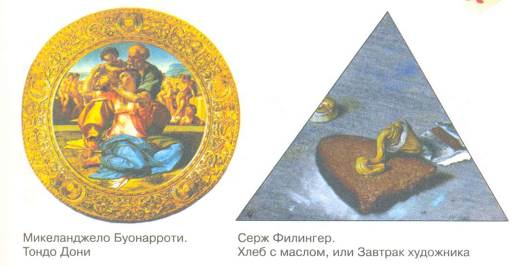 Микеланджело Буонарроти.
Тондо Дони
Серж Филингер.
Хлеб с маслом, или Завтрак художника